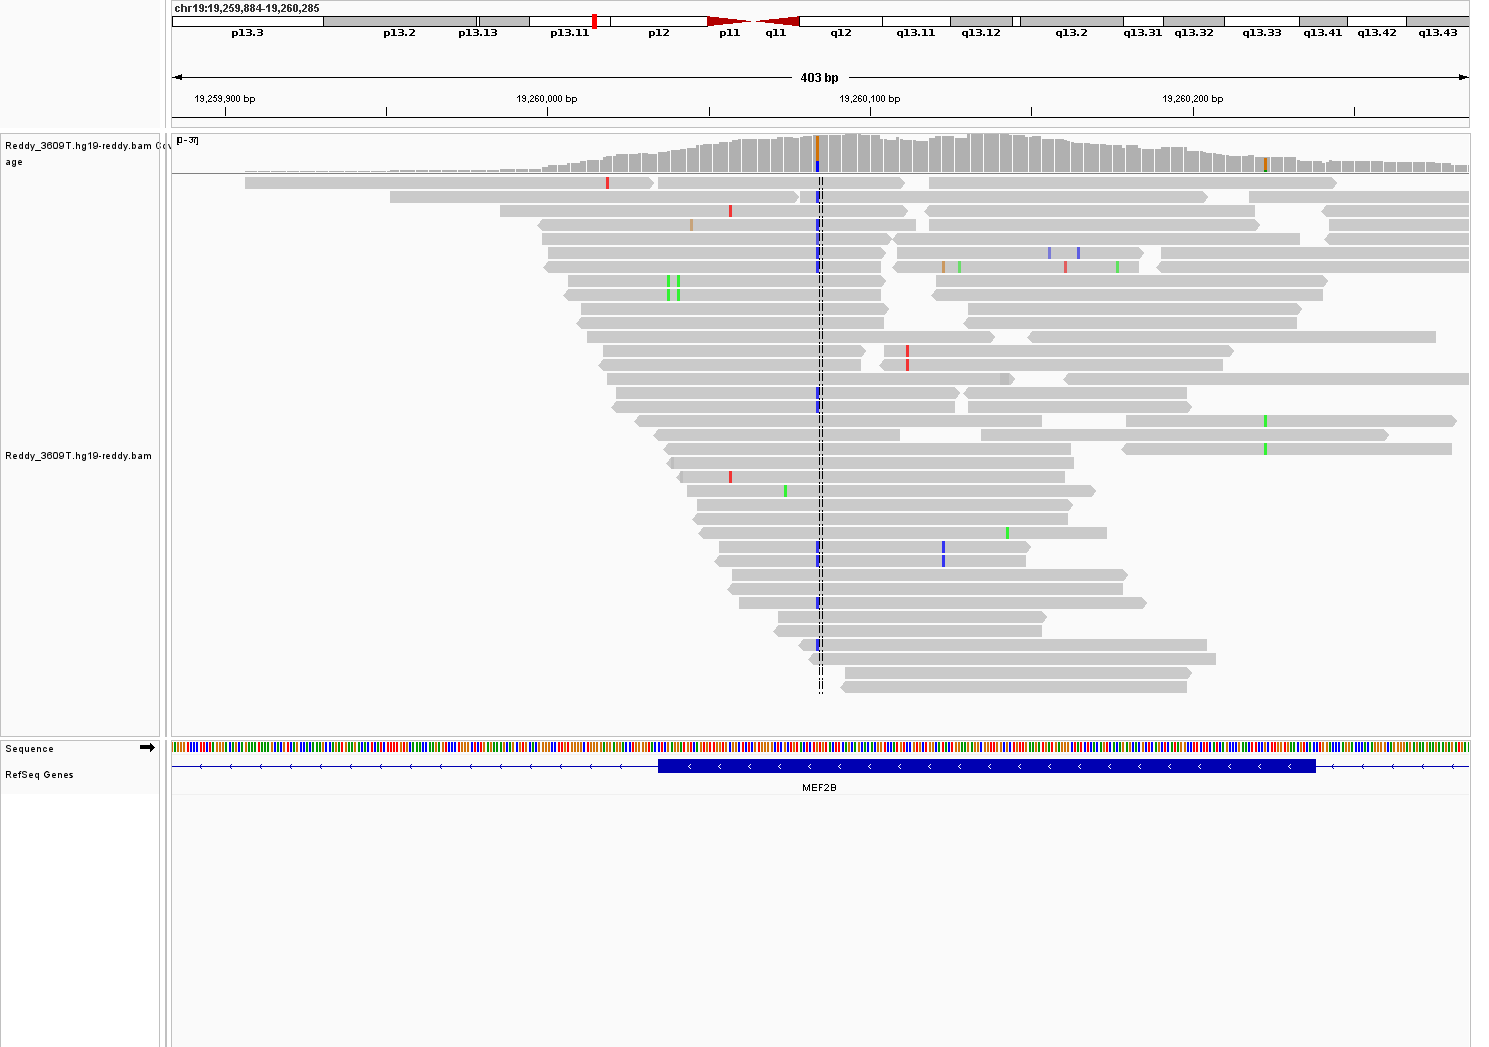 chr19:19,259,884-19,260,285
p13.3 p13.2 p13.13 p13.11 p12 p11 q11 q12 q13.11 q13.12 q13.2 q13.31 q13.32 q13.33 q13.41 q13.42 q13.43
403 bp
19,259,900 bp 19,260,000 bp 19,260,100 bp 19,260,200 bp
[0 - 37]
Reddy_3609T.hg19-reddy.bam Cov
age
Reddy_3609T.hg19-reddy.bam
Sequence
RefSeq Genes
MEF2B